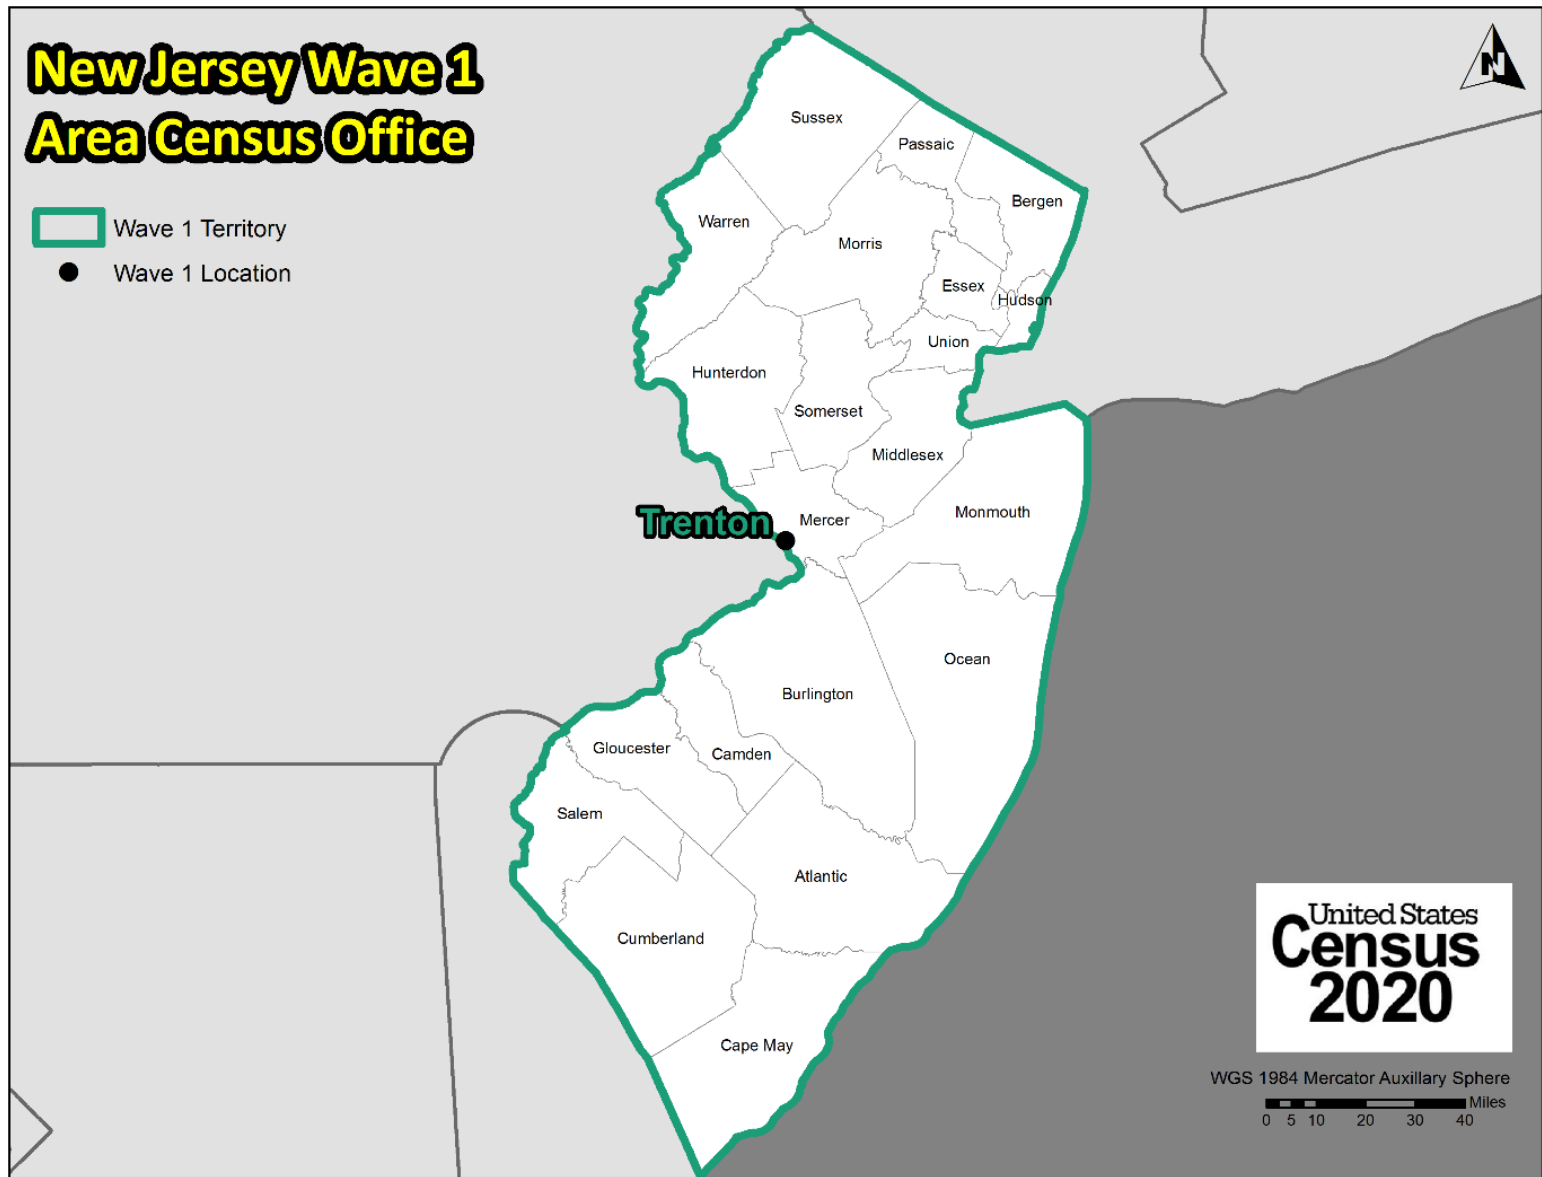 New Jersey Wave 1
Area Census Office
N
Wave 1 Territory
Wave 1 Location
Sussex
Passaic
Bergen
Warren
Morris
Essex
Hudson
Union
Hunterdon
Somerset
Middlesex
Monmouth
Mercer
Trenton
Ocean
Burlington
Gloucester
Camden
Salem
Atlantic
Cumberland
Cape May
United States
Census
2020
WGS 1984 Mercator Auxillary Sphere
Miles
0 5 10 20 30 40